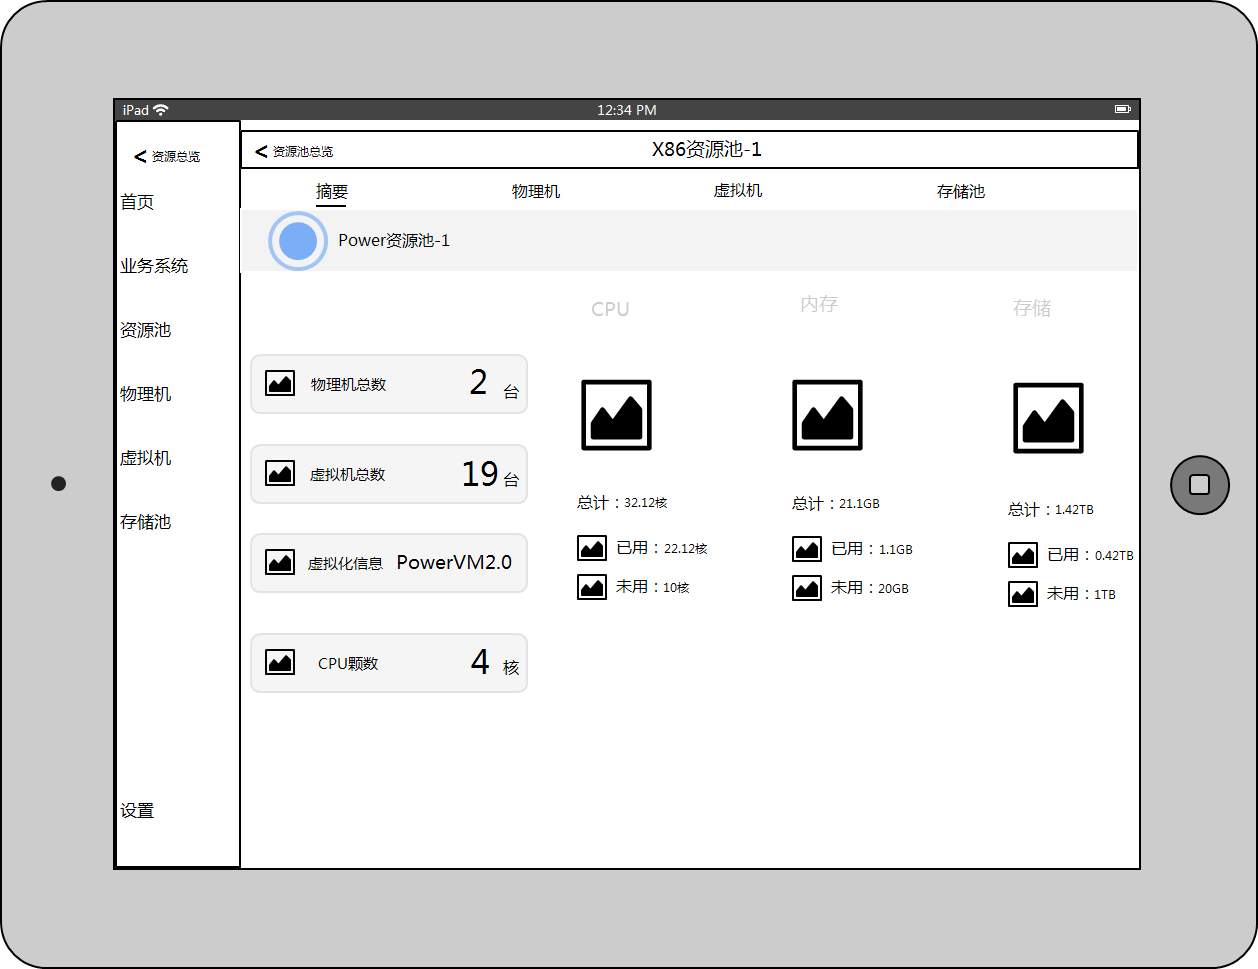 iPad 12:34 PM
< 资源总览
首页
业务系统
资源池
物理机
虚拟机
存储池
设置
< 资源池总览 X86资源池-1
摘要 物理机 虚拟机 存储池
Power资源池-1
物理机总数 2 台
虚拟机总数 19 台
虚拟化信息 PowerVM2.0
CPU颗数 4 核
CPU
总计：32.12核
已用：22.12核
未用：10核
内存
总计：21.1GB
已用：1.1GB
未用：20GB
存储
总计：1.42TB
已用：0.42TB
未用：1TB